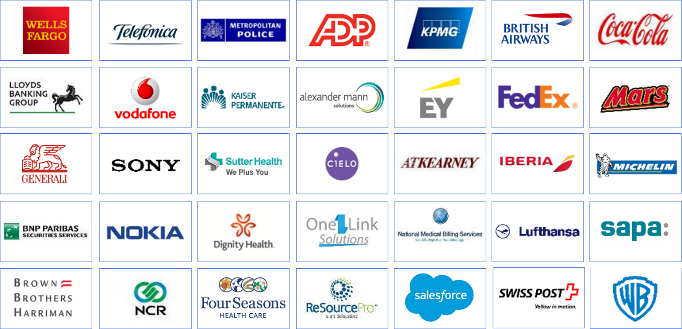 WELLS
FARGO
Telefónica
METROPOLITAN
POLICE
ADP
KPMG
BRITISH
AIRWAYS
Coca-Cola
LLOYDS
BANKING
GROUP
vodafone
KAISER
PERMANENTE
alexander mann
solutions
EY
FedEx
Mars
GENERALI
SONY
Sutter Health
We Plus You
CIELO
ATKEARNEY
IBERIA
MICHELIN
BNP PARIBAS
SECURITIES SERVICES
NOKIA
Dignity Health
One Link
Solutions
National Medical Billing Services
Lufthansa
sapa:
BROWN
BROTHERS
HARRIMAN
NCR
FOUR SEASONS
HEALTH CARE
ReSourcePro
salesforce
SWISS POST
Yellow in motion.
WB